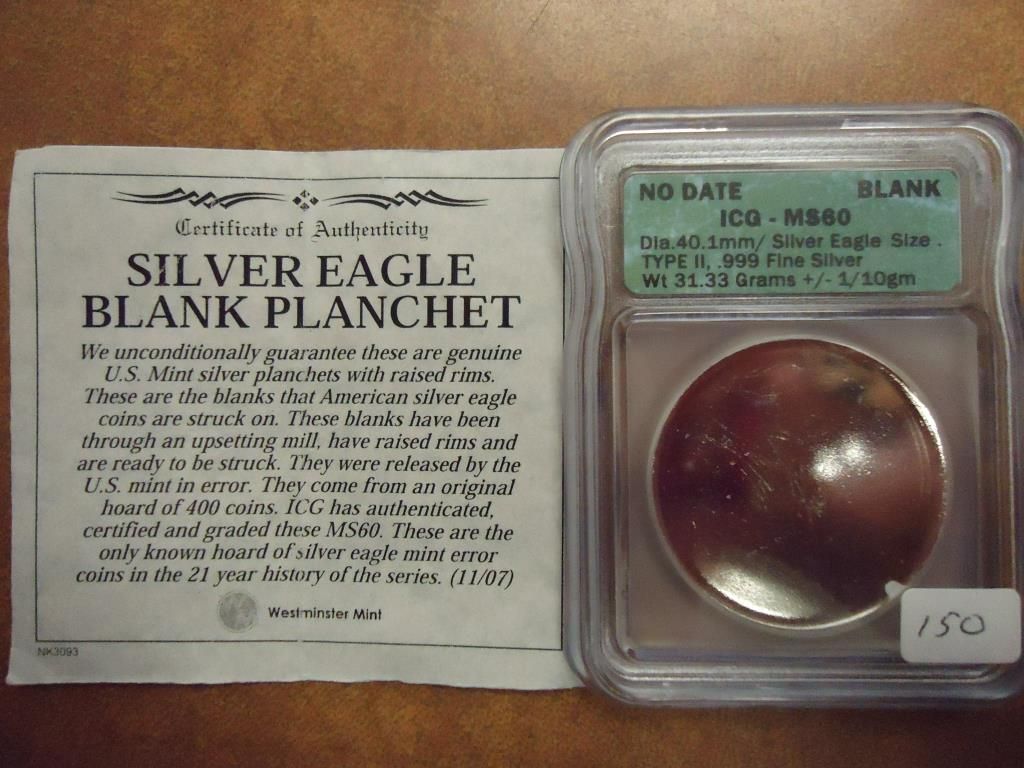 Certificate of Authenticity
SILVER EAGLE
BLANK PLANCHET
We unconditionally guarantee these are genuine
U.S. Mint silver planchets with raised rims.
These are the blanks that American silver eagle
coins are struck on. These blanks have been
through an upsetting mill, have raised rims and
are ready to be struck. They were released by the
U.S. mint in error. They come from an original
hoard of 400 coins. ICG has authenticated,
certified and graded these MS60. These are the
only known hoard of silver eagle mint error
coins in the 21 year history of the series. (11/07)
Westminster Mint
NK3093
NO DATE BLANK
ICG - MS60
Dia.40.1mm/ Silver Eagle Size .
TYPE II, .999 Fine Silver
Wt 31.33 Grams +/- 1/10gm
150